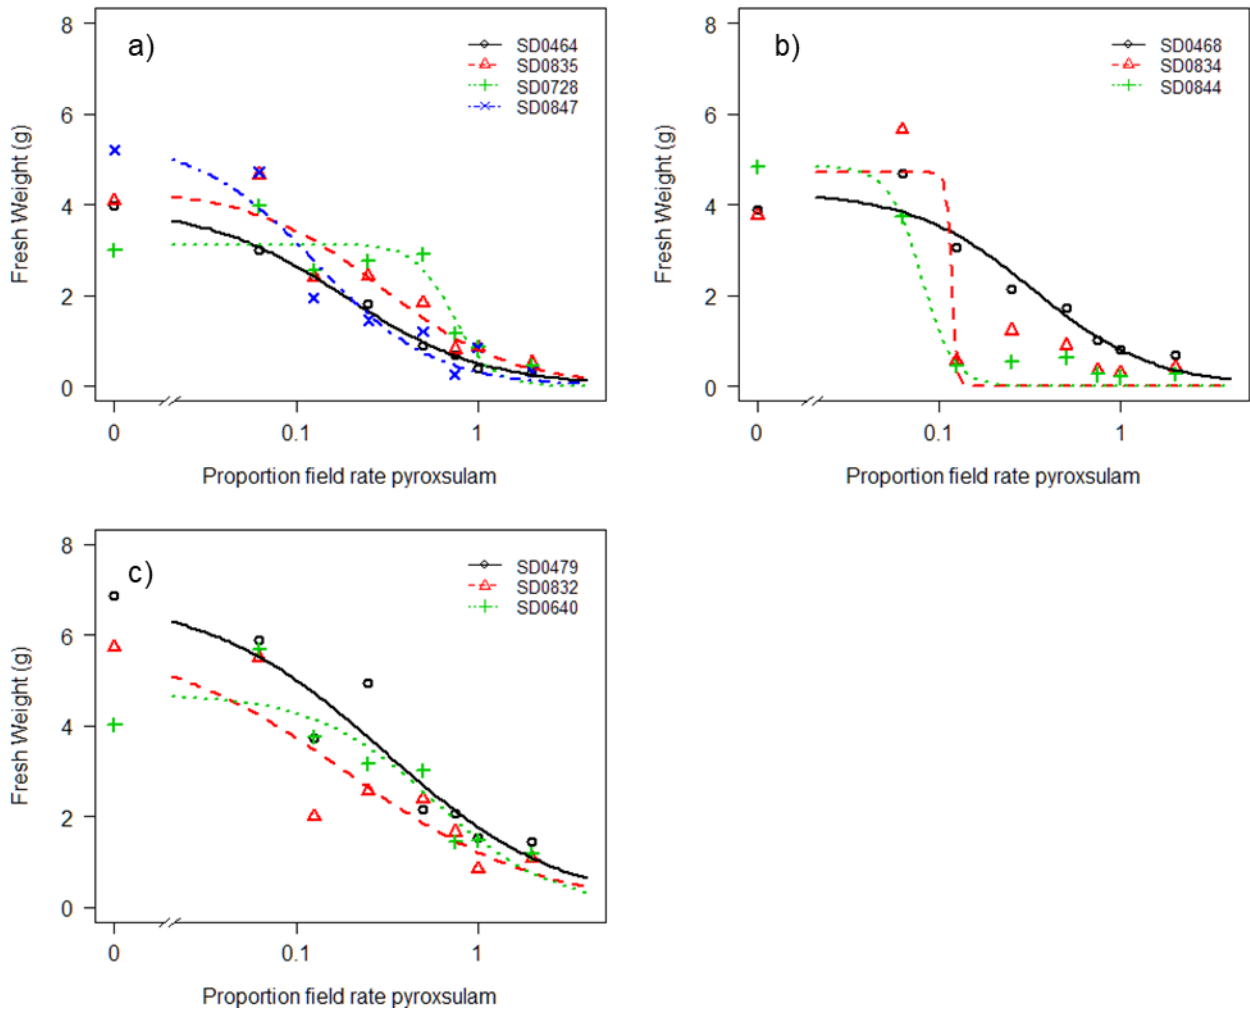 a)
SD0464
SD0835
SD0728
SD0847
8
6
4
2
0
Fresh Weight (g)
0 0.1 1
Proportion field rate pyroxsulam
b)
SD0468
SD0834
SD0844
8
6
4
2
0
Fresh Weight (g)
0 0.1 1
Proportion field rate pyroxsulam
c)
SD0479
SD0832
SD0640
8
6
4
2
0
Fresh Weight (g)
0 0.1 1
Proportion field rate pyroxsulam